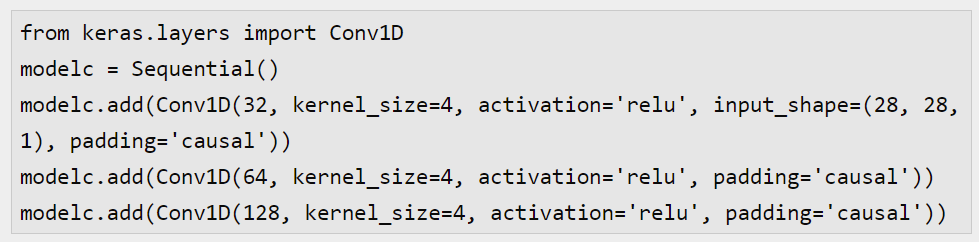 from keras.layers import Conv1D
modelc = Sequential()
modelc.add(Conv1D(32, kernel_size=4, activation='relu', input_shape=(28, 28,
1), padding='causal'))
modelc.add(Conv1D(64, kernel_size=4, activation='relu', padding='causal'))
modelc.add(Conv1D(128, kernel_size=4, activation='relu', padding='causal'))